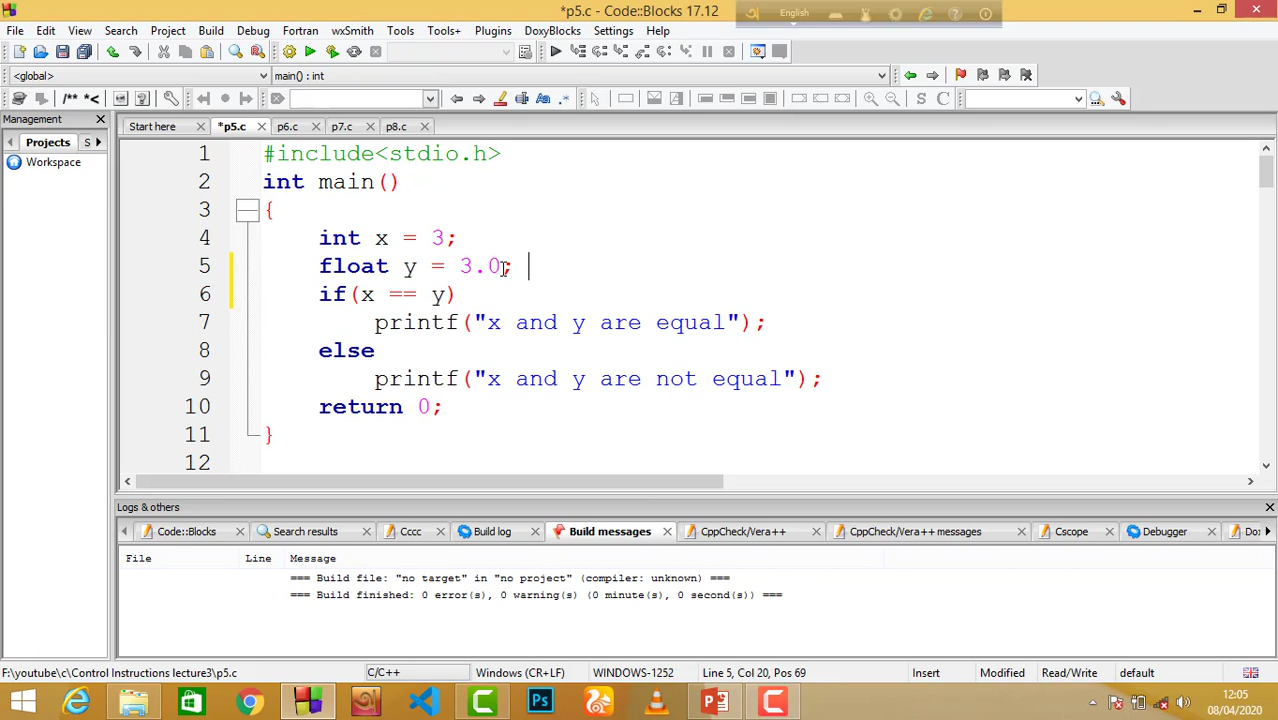 *p5.c - Code::Blocks 17.12
English
File Edit View Search Project Build Debug Fortran wxSmith Tools Tools+ Plugins DoxyBlocks Settings Help
<global> main() : int
/** *<
S C
Management
Start here *p5.c p6.c p7.c p8.c
Projects S
Workspace
1 #include<stdio.h>
2 int main()
3 {
4 int x = 3;
5 float y = 3.0;
6 if(x == y)
7 printf("x and y are equal");
8 else
9 printf("x and y are not equal");
10 return 0;
11 }
12
Logs & others
Code::Blocks Search results Cccc Build log Build messages CppCheck/Vera++ CppCheck/Vera++ messages Cscope Debugger Do
File Line Message
=== Build file: "no target" in "no project" (compiler: unknown) ===
=== Build finished: 0 error(s), 0 warning(s) (0 minute(s), 0 second(s)) ===
F:\youtube\c\Control Instructions lecture3\p5.c C/C++ Windows (CR+LF) WINDOWS-1252 Line 5, Col 20, Pos 69 Insert Modified Read/Write default
Ps
12:05
08/04/2020